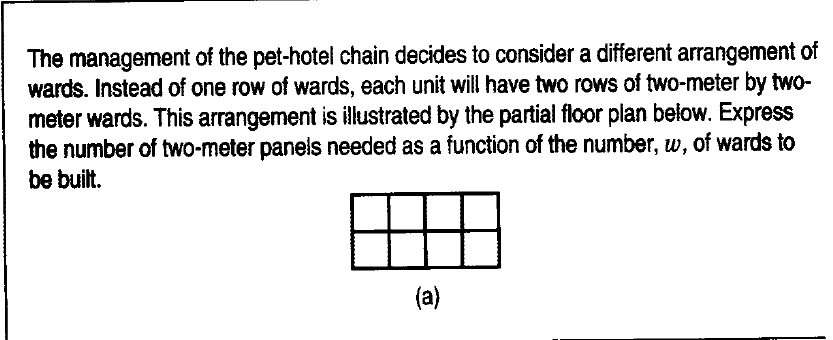 The management of the pet-hotel chain decides to consider a different arrangement of
wards. Instead of one row of wards, each unit will have two rows of two-meter by two-
meter wards. This arrangement is illustrated by the partial floor plan below. Express
the number of two-meter panels needed as a function of the number, w, of wards to
be built.
(a)